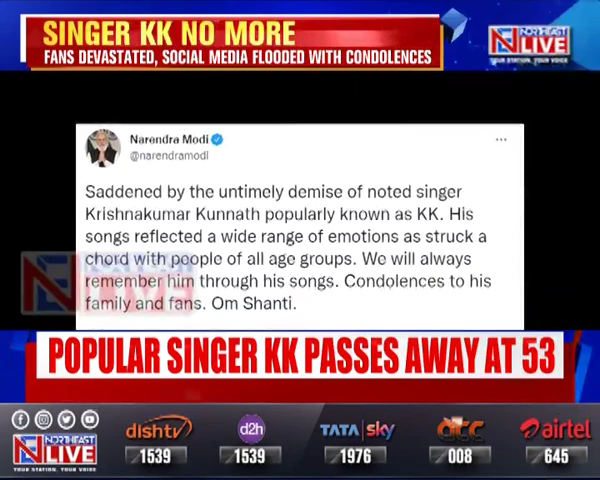 SINGER KK NO MORE
FANS DEVASTATED, SOCIAL MEDIA FLOODED WITH CONDOLENCES
NORTHEAST
LIVE
YOUR STATION. YOUR VOICE
Narendra Modi
@narendramodi
Saddened by the untimely demise of noted singer
Krishnakumar Kunnath popularly known as KK. His
songs reflected a wide range of emotions as struck a
chord with people of all age groups. We will always
remember him through his songs. Condolences to his
family and fans. Om Shanti.
POPULAR SINGER KK PASSES AWAY AT 53
NORTHEAST
LIVE
YOUR STATION. YOUR VOICE
dishtv
1539
d2h
1539
TATA sky
1976
008
airtel
645